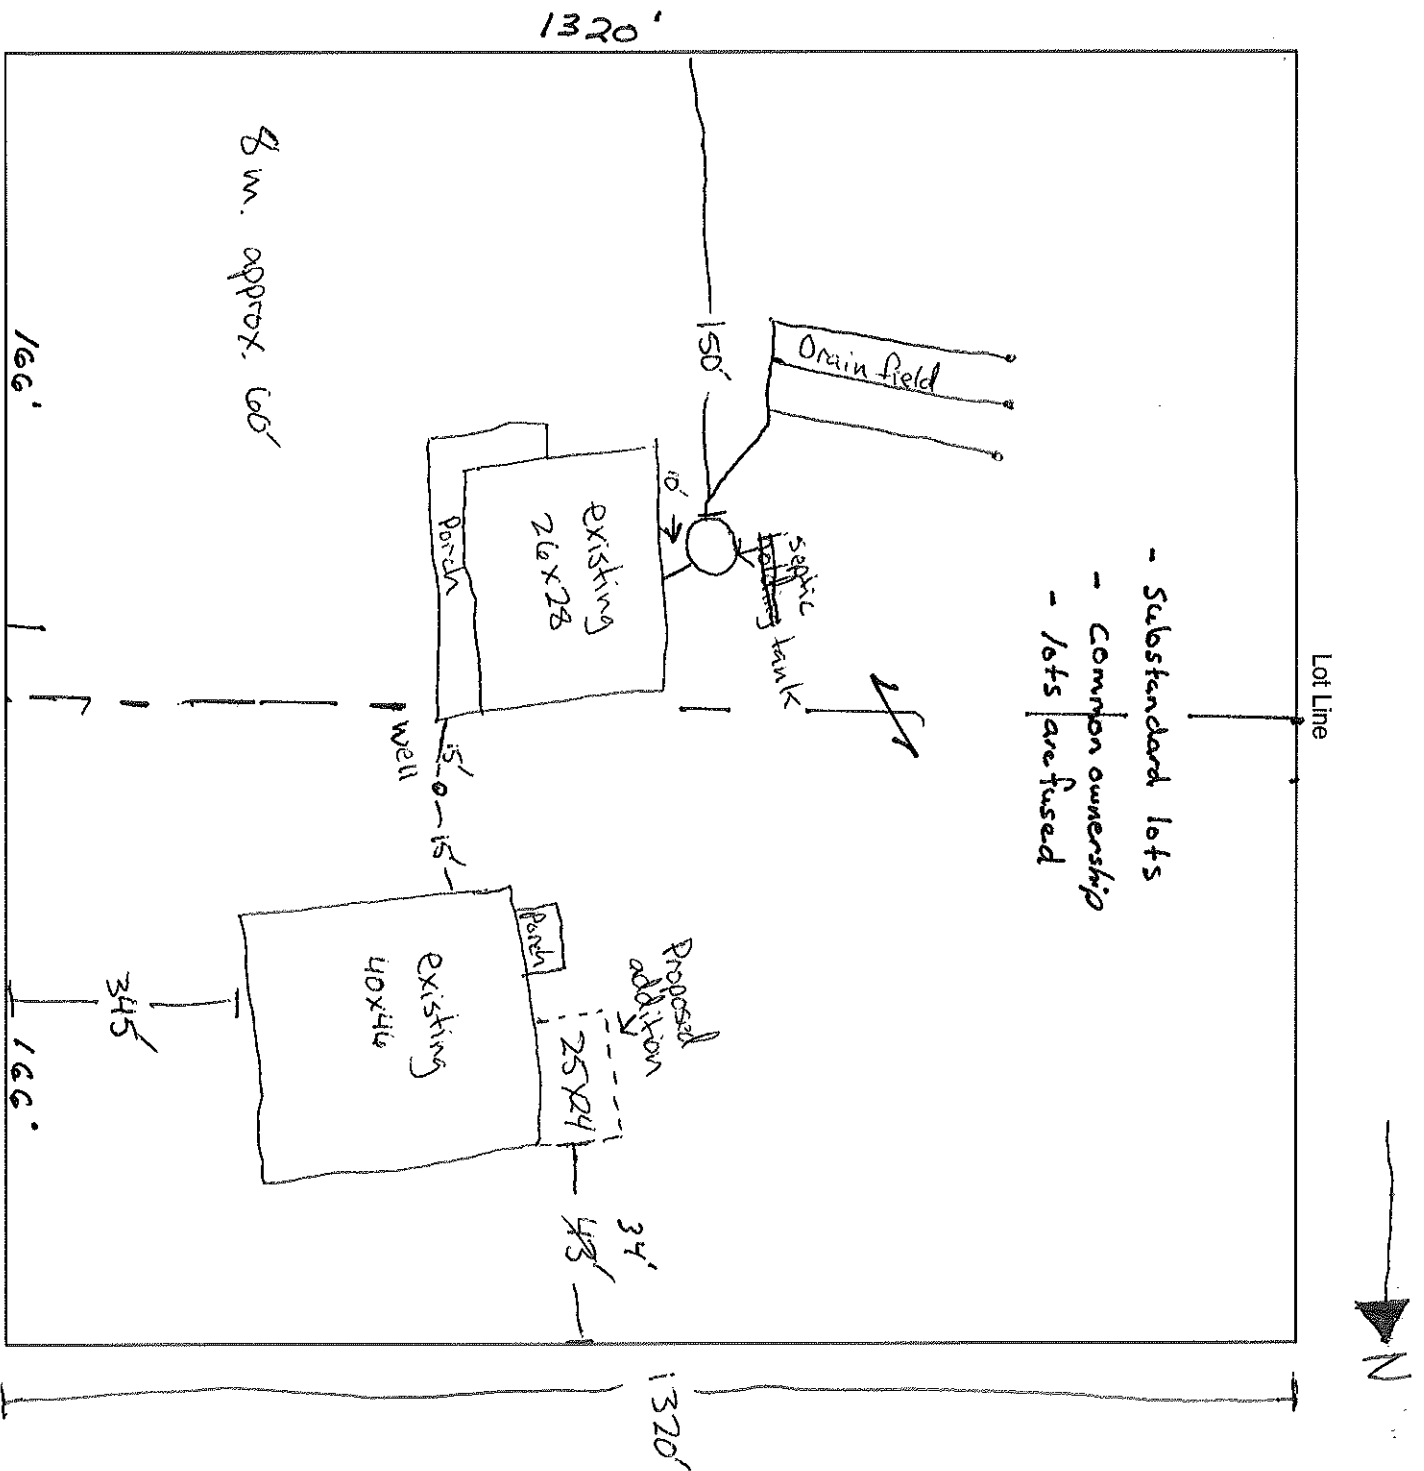 1320'
Lot Line
- Substandard lots
- Common ownership
- lots are fused
N
150'
Drain field
8 in. approx. 60'
10'
septic
tank
existing
26x28
Porch
well
15'
15'
Porch
Proposed
addition
25x24
existing
40x46
34'
43'
345'
166'
166'
1320'